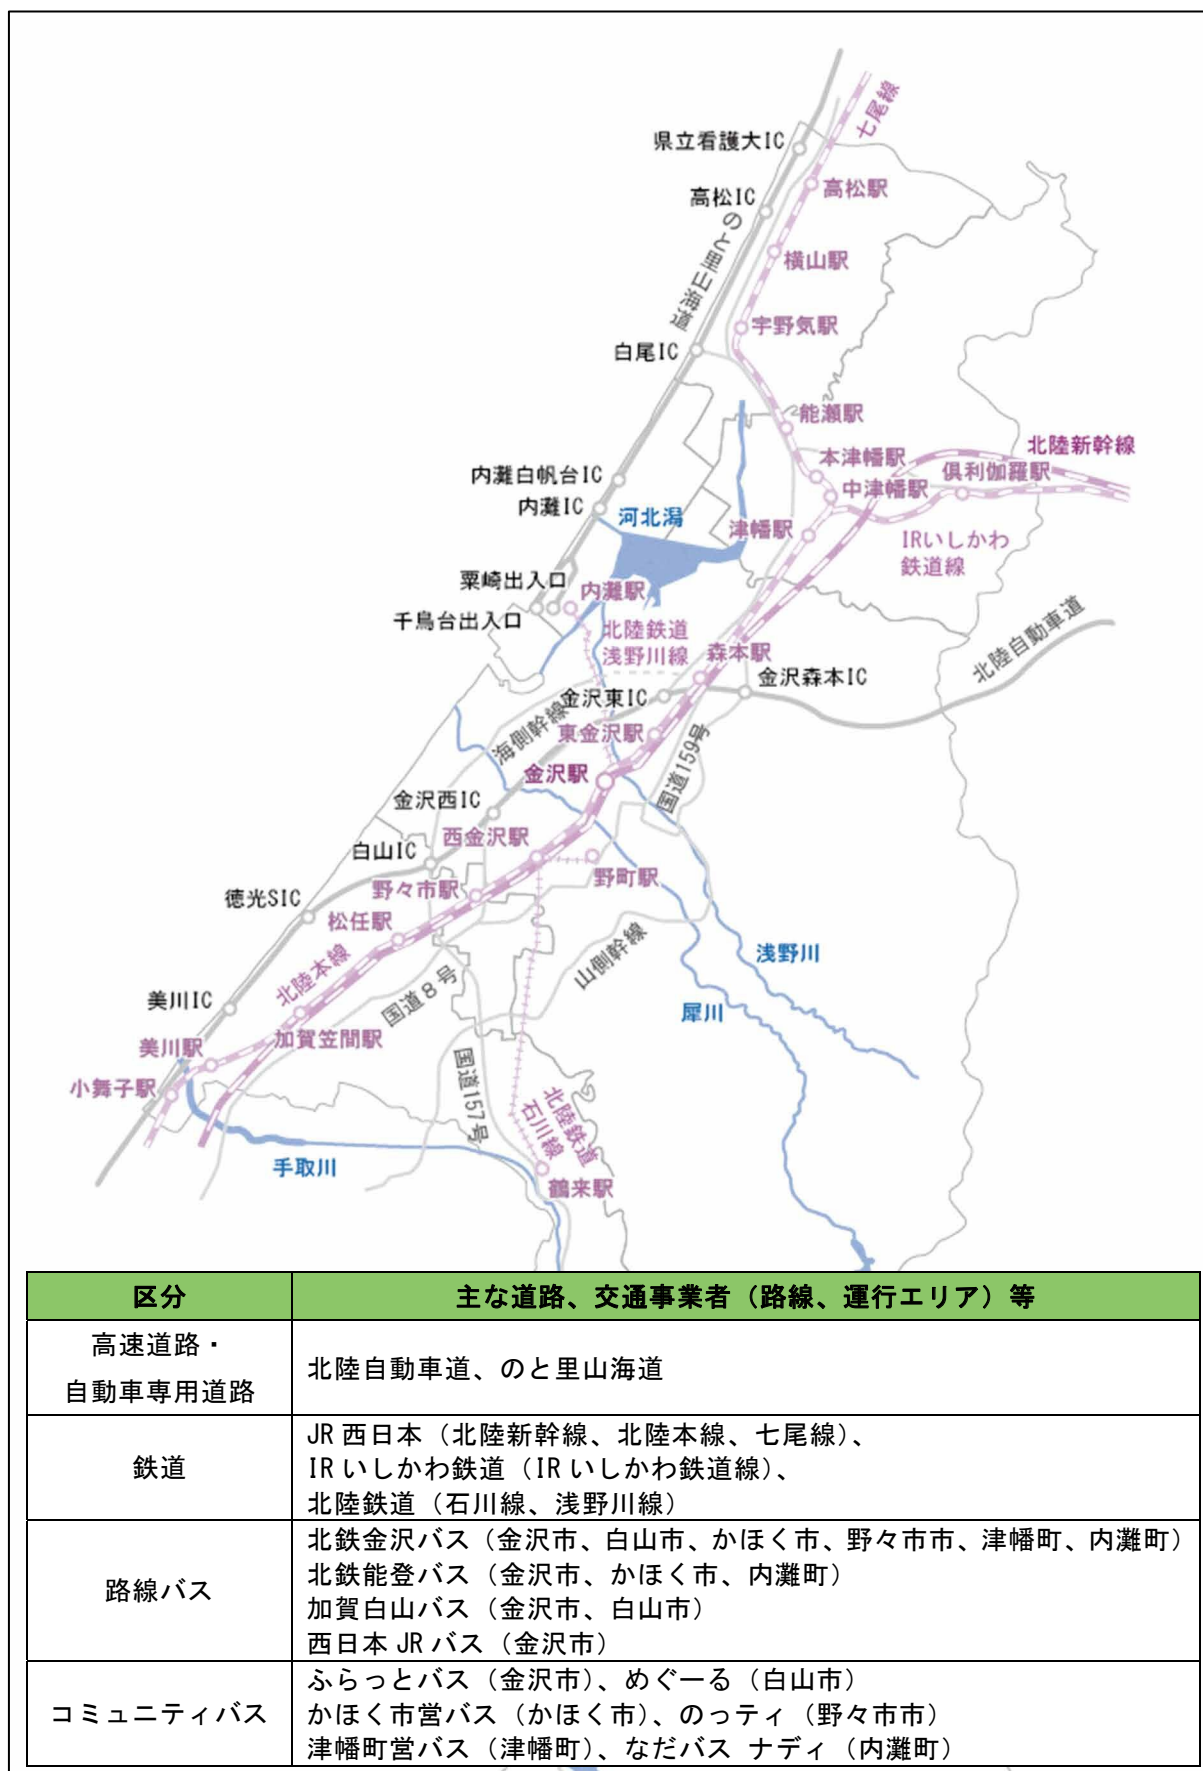 七尾線
県立看護大IC
高松駅
高松IC
のと里山海道
横山駅
宇野気駅
白尾IC
能瀬駅
北陸新幹線
本津幡駅
倶利伽羅駅
内灘白帆台IC
中津幡駅
内灘IC
河北潟
津幡駅
IRいしかわ
鉄道線
粟崎出入口
内灘駅
千鳥台出入口
北陸鉄道
浅野川線
北陸自動車道
森本駅
金沢森本IC
金沢東IC
海側幹線
東金沢駅
国道159号
金沢駅
金沢西IC
西金沢駅
白山IC
野町駅
野々市駅
徳光SIC
松任駅
山側幹線
浅野川
北陸本線
国道8号
美川IC
犀川
加賀笠間駅
美川駅
国道157号
小舞子駅
北陸鉄道
石川線
手取川
鶴来駅
区分
主な道路、交通事業者（路線、運行エリア）等
高速道路・
自動車専用道路
北陸自動車道、のと里山海道
鉄道
JR西日本（北陸新幹線、北陸本線、七尾線）、
IRいしかわ鉄道（IRいしかわ鉄道線）、
北陸鉄道（石川線、浅野川線）
路線バス
北鉄金沢バス（金沢市、白山市、かほく市、野々市市、津幡町、内灘町）
北鉄能登バス（金沢市、かほく市、内灘町）
加賀白山バス（金沢市、白山市）
西日本JRバス（金沢市）
コミュニティバス
ふらっとバス（金沢市）、めぐーる（白山市）
かほく市営バス（かほく市）、のっティ（野々市市）
津幡町営バス（津幡町）、なだバス ナディ（内灘町）